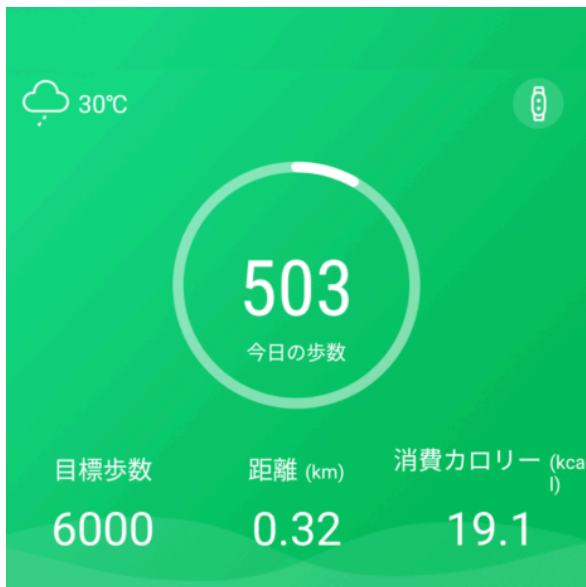 30℃
503
今日の歩数
目標歩数 距離 (km) 消費カロリー (kcal)
6000 0.32 19.1